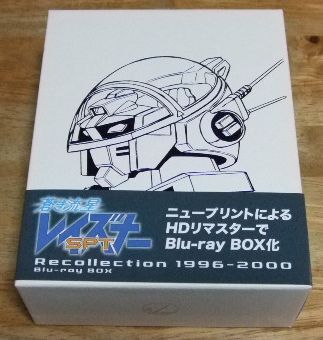 蒼き流星
SPT
レイズナー
ニュープリントによる
HDリマスターで
Blu-ray BOX化
Recollection 1996-2000
Blu-ray BOX